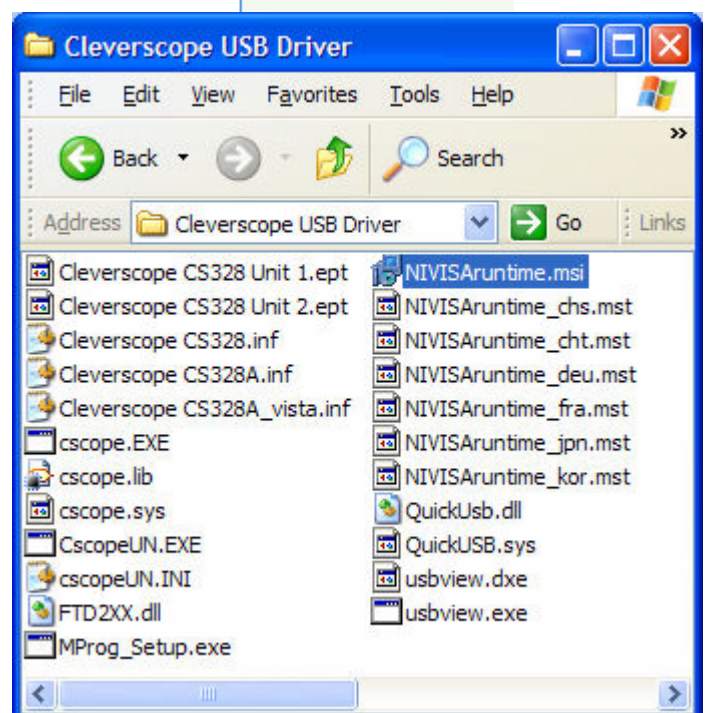 Cleverscope USB Driver
File Edit View Favorites Tools Help
Back Search »
Address Cleverscope USB Driver Go Links
Cleverscope CS328 Unit 1.ept
Cleverscope CS328 Unit 2.ept
Cleverscope CS328.inf
Cleverscope CS328A.inf
Cleverscope CS328A_vista.inf
cscope.EXE
cscope.lib
cscope.sys
CscopeUN.EXE
cscopeUN.INI
FTD2XX.dll
MProg_Setup.exe
NIVISAruntime.msi
NIVISAruntime_chs.mst
NIVISAruntime_cht.mst
NIVISAruntime_deu.mst
NIVISAruntime_fra.mst
NIVISAruntime_jpn.mst
NIVISAruntime_kor.mst
QuickUsb.dll
QuickUSB.sys
usbview.dxe
usbview.exe